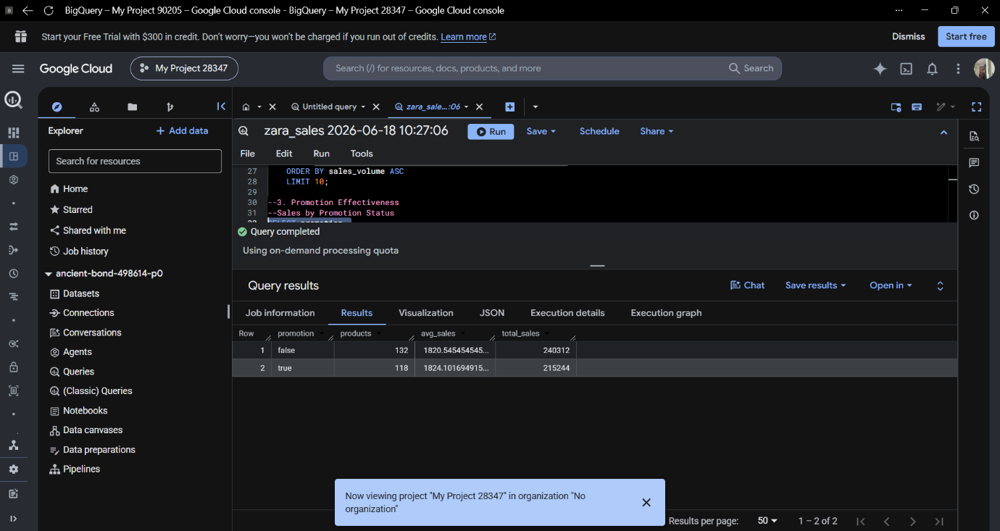 BigQuery – My Project 90205 – Google Cloud console - BigQuery – My Project 28347 – Google Cloud console
Start your Free Trial with $300 in credit. Don't worry—you won't be charged if you run out of credits. Learn more
Dismiss
Start free
Google Cloud
My Project 28347
Search (/) for resources, docs, products, and more
Search
Untitled query
zara_sale...:06
Explorer
+ Add data
Search for resources
Home
Starred
Shared with me
Job history
ancient-bond-498614-p0
Datasets
Connections
Conversations
Agents
Queries
(Classic) Queries
Notebooks
Data canvases
Data preparations
Pipelines
zara_sales 2026-06-18 10:27:06
Run
Save
Schedule
Share
File Edit Run Tools
27 ORDER BY sales_volume ASC
28 LIMIT 10;
29
30 --3. Promotion Effectiveness
31 --Sales by Promotion Status
Query completed
Using on-demand processing quota
Query results
Chat
Save results
Open in
Job information Results Visualization JSON Execution details Execution graph
Row promotion products avg_sales total_sales
1 false 132 1820.545454545... 240312
2 true 118 1824.101694915... 215244
Now viewing project "My Project 28347" in organization "No
organization"
Results per page: 50 1 – 2 of 2